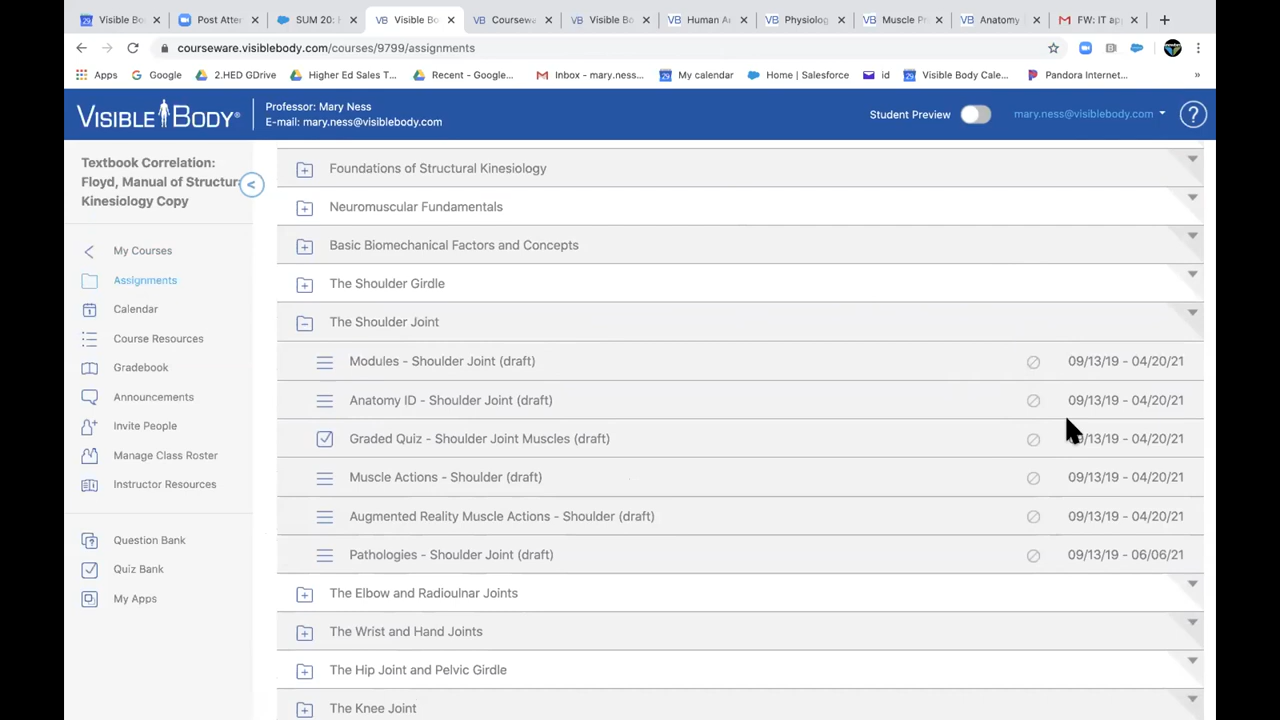 Visible Bo
Post Atten
SUM 20:
Visible Bo
Coursewa
Visible Bo
Human A
Physiolog
Muscle Pr
Anatomy
FW: IT ap
courseware.visiblebody.com/courses/9799/assignments
Apps
Google
2.HED GDrive
Higher Ed Sales T...
Recent - Google...
Inbox - mary.ness...
My calendar
Home | Salesforce
id
Visible Body Cale...
Pandora Internet...
»
VISIBLE BODY®
Professor: Mary Ness
E-mail: mary.ness@visiblebody.com
Student Preview
mary.ness@visiblebody.com
?
Textbook Correlation:
Floyd, Manual of Structura
Kinesiology Copy
<
My Courses
Assignments
Calendar
Course Resources
Gradebook
Announcements
Invite People
Manage Class Roster
Instructor Resources
Question Bank
Quiz Bank
My Apps
Foundations of Structural Kinesiology
Neuromuscular Fundamentals
Basic Biomechanical Factors and Concepts
The Shoulder Girdle
The Shoulder Joint
Modules - Shoulder Joint (draft) 09/13/19 - 04/20/21
Anatomy ID - Shoulder Joint (draft) 09/13/19 - 04/20/21
Graded Quiz - Shoulder Joint Muscles (draft) 09/13/19 - 04/20/21
Muscle Actions - Shoulder (draft) 09/13/19 - 04/20/21
Augmented Reality Muscle Actions - Shoulder (draft) 09/13/19 - 04/20/21
Pathologies - Shoulder Joint (draft) 09/13/19 - 06/06/21
The Elbow and Radioulnar Joints
The Wrist and Hand Joints
The Hip Joint and Pelvic Girdle
The Knee Joint